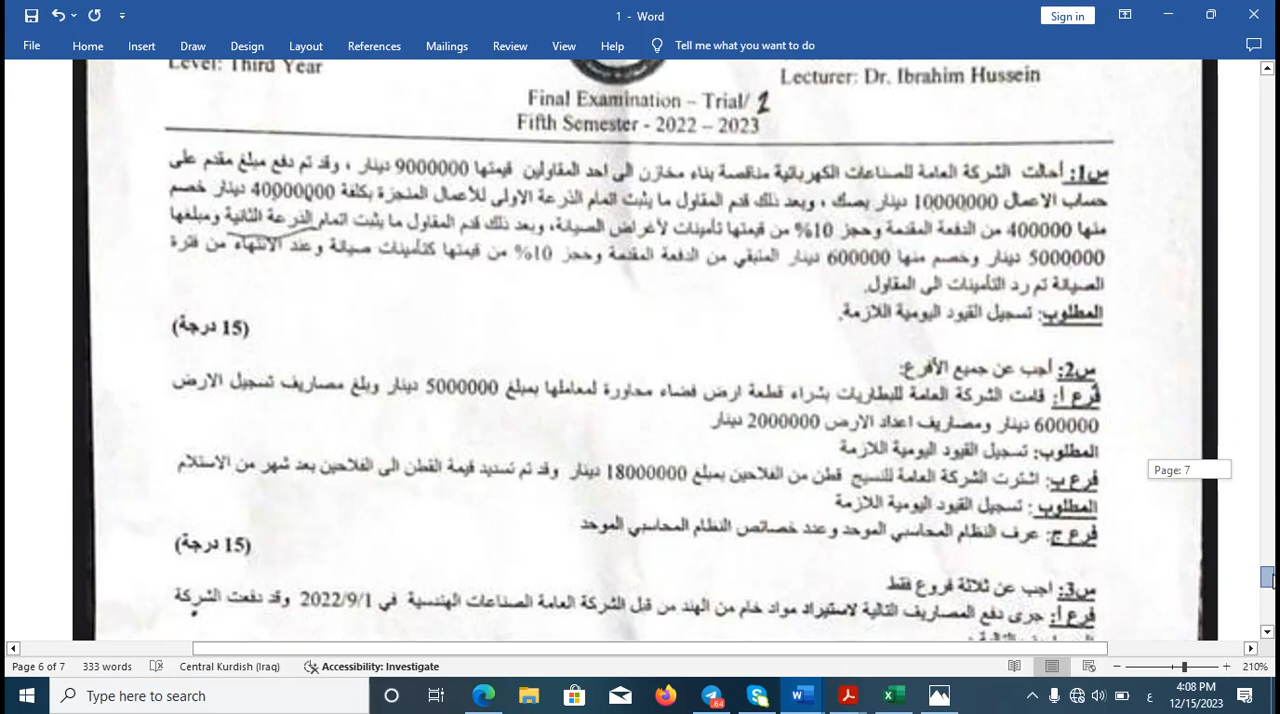 1 - Word
Sign in
File Home Insert Draw Design Layout References Mailings Review View Help Tell me what you want to do
Level: Third Year
Lecturer: Dr. Ibrahim Hussein
Final Examination – Trial/ 2
Fifth Semester - 2022 – 2023
س1: أحالت الشركة العامة للصناعات الكهربائية مناقصة بناء مخازن الى احد المقاولين قيمتها 9000000 دينار ، وقد تم دفع مبلغ مقدم على
حساب الاعمال 10000000 دينار بصك ، وبعد ذلك قدم المقاول ما يثبت اتمام الذرعة الاولى للأعمال المنجزة بكلفة 40000000 دينار خصم
منها 400000 من الدفعة المقدمة وحجز 10% من قيمتها تأمينات لأغراض الصيانة، وبعد ذلك قدم المقاول ما يثبت اتمام الذرعة الثانية ومبلغها
5000000 دينار وخصم منها 600000 دينار المتبقي من الدفعة المقدمة وحجز 10% من قيمتها كتأمينات صيانة وعند الانتهاء من فترة
الصيانة تم رد التأمينات الى المقاول.
المطلوب: تسجيل القيود اليومية اللازمة.
(15 درجة)
س2: أجب عن جميع الأفرع:
فرع أ: قامت الشركة العامة للبطاريات بشراء قطعة ارض فضاء محاورة لمعاملها بمبلغ 5000000 دينار وبلغ مصاريف تسجيل الارض
600000 دينار ومصاريف اعداد الارض 2000000 دينار
المطلوب: تسجيل القيود اليومية اللازمة
فرع ب: اشترت الشركة العامة للنسيج قطن من الفلاحين بمبلغ 18000000 دينار وقد تم تسديد قيمة القطن الى الفلاحين بعد شهر من الاستلام
المطلوب : تسجيل القيود اليومية اللازمة
فرع ج: عرف النظام المحاسبي الموحد وعند خصائص النظام المحاسبي الموحد
(15 درجة)
س3: اجب عن ثلاثة فروع فقط
فرع أ: جرى دفع المصاريف التالية لاستيراد مواد خام من الهند من قبل الشركة العامة الصناعات الهندسية في 2022/9/1 وقد دفعت الشركة
Page: 7
Page 6 of 7 333 words Central Kurdish (Iraq) Accessibility: Investigate 210%
Type here to search
64
ع
4:08 PM
12/15/2023